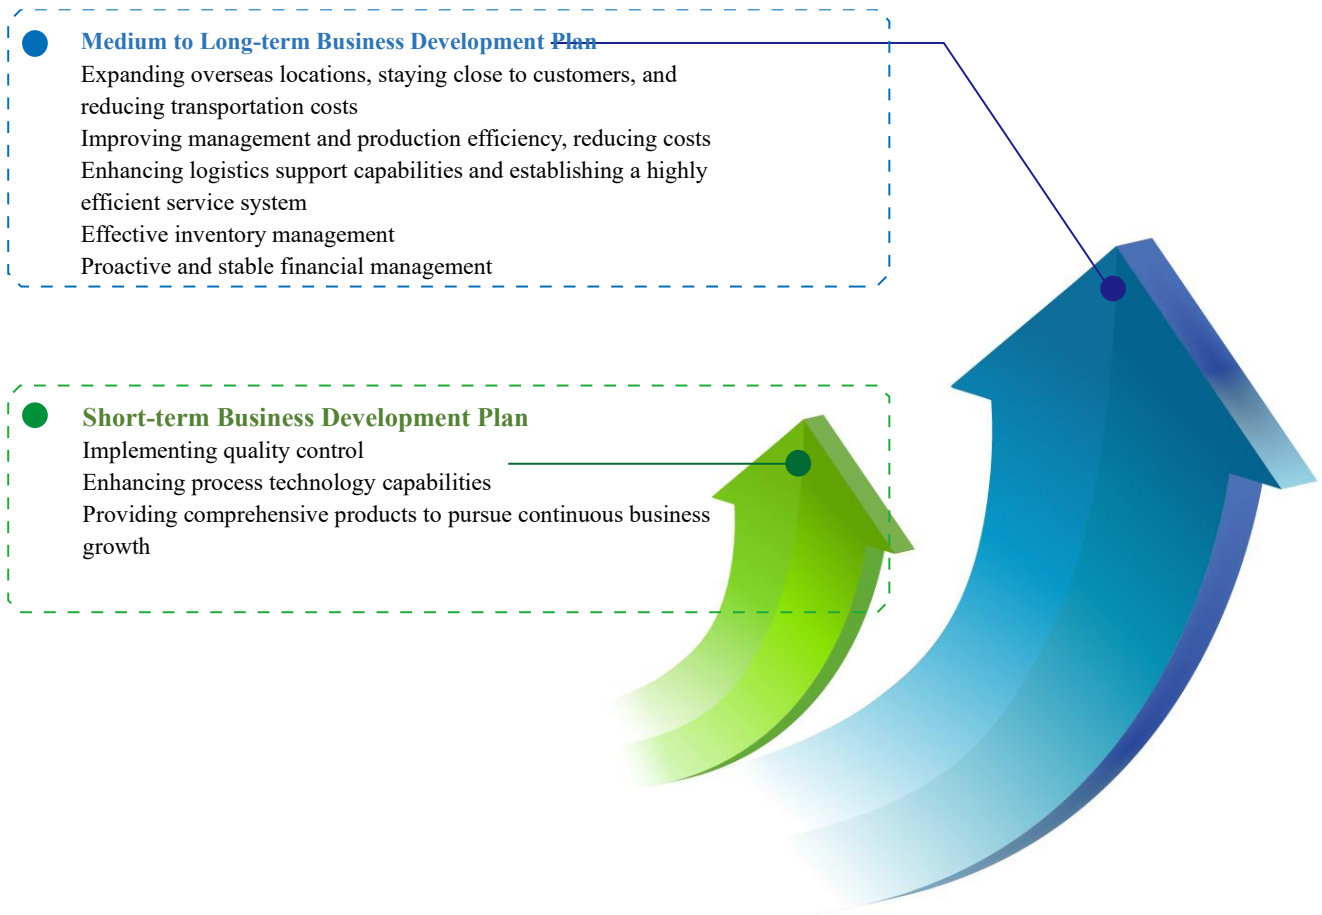 Medium to Long-term Business Development Plan
Expanding overseas locations, staying close to customers, and
reducing transportation costs
Improving management and production efficiency, reducing costs
Enhancing logistics support capabilities and establishing a highly
efficient service system
Effective inventory management
Proactive and stable financial management
Short-term Business Development Plan
Implementing quality control
Enhancing process technology capabilities
Providing comprehensive products to pursue continuous business
growth